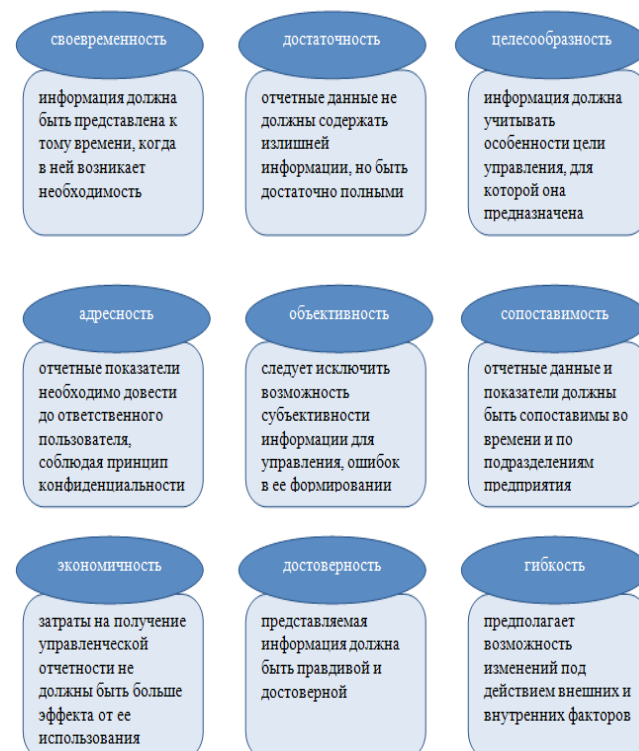 своевременность
информация должна
быть представлена к
тому времени, когда
в ней возникает
необходимость
достаточность
отчетные данные не
должны содержать
излишней
информации, но быть
достаточно полными
целесообразность
информация должна
учитывать
особенности цели
управления, для
которой она
предназначена
адресность
отчетные показатели
необходимо довести
до ответственного
пользователя,
соблюдая принцип
конфиденциальности
объективность
следует исключить
возможность
субъективности
информации для
управления, ошибок
в ее формировании
сопоставимость
отчетные данные и
показатели должны
быть сопоставимы во
времени и по
подразделениям
предприятия
экономичность
затраты на получение
управленческой
отчетности не
должны быть больше
эффекта от ее
использования
достоверность
представляемая
информация должна
быть правдивой и
достоверной
гибкость
предполагает
возможность
изменений под
действием внешних и
внутренних факторов